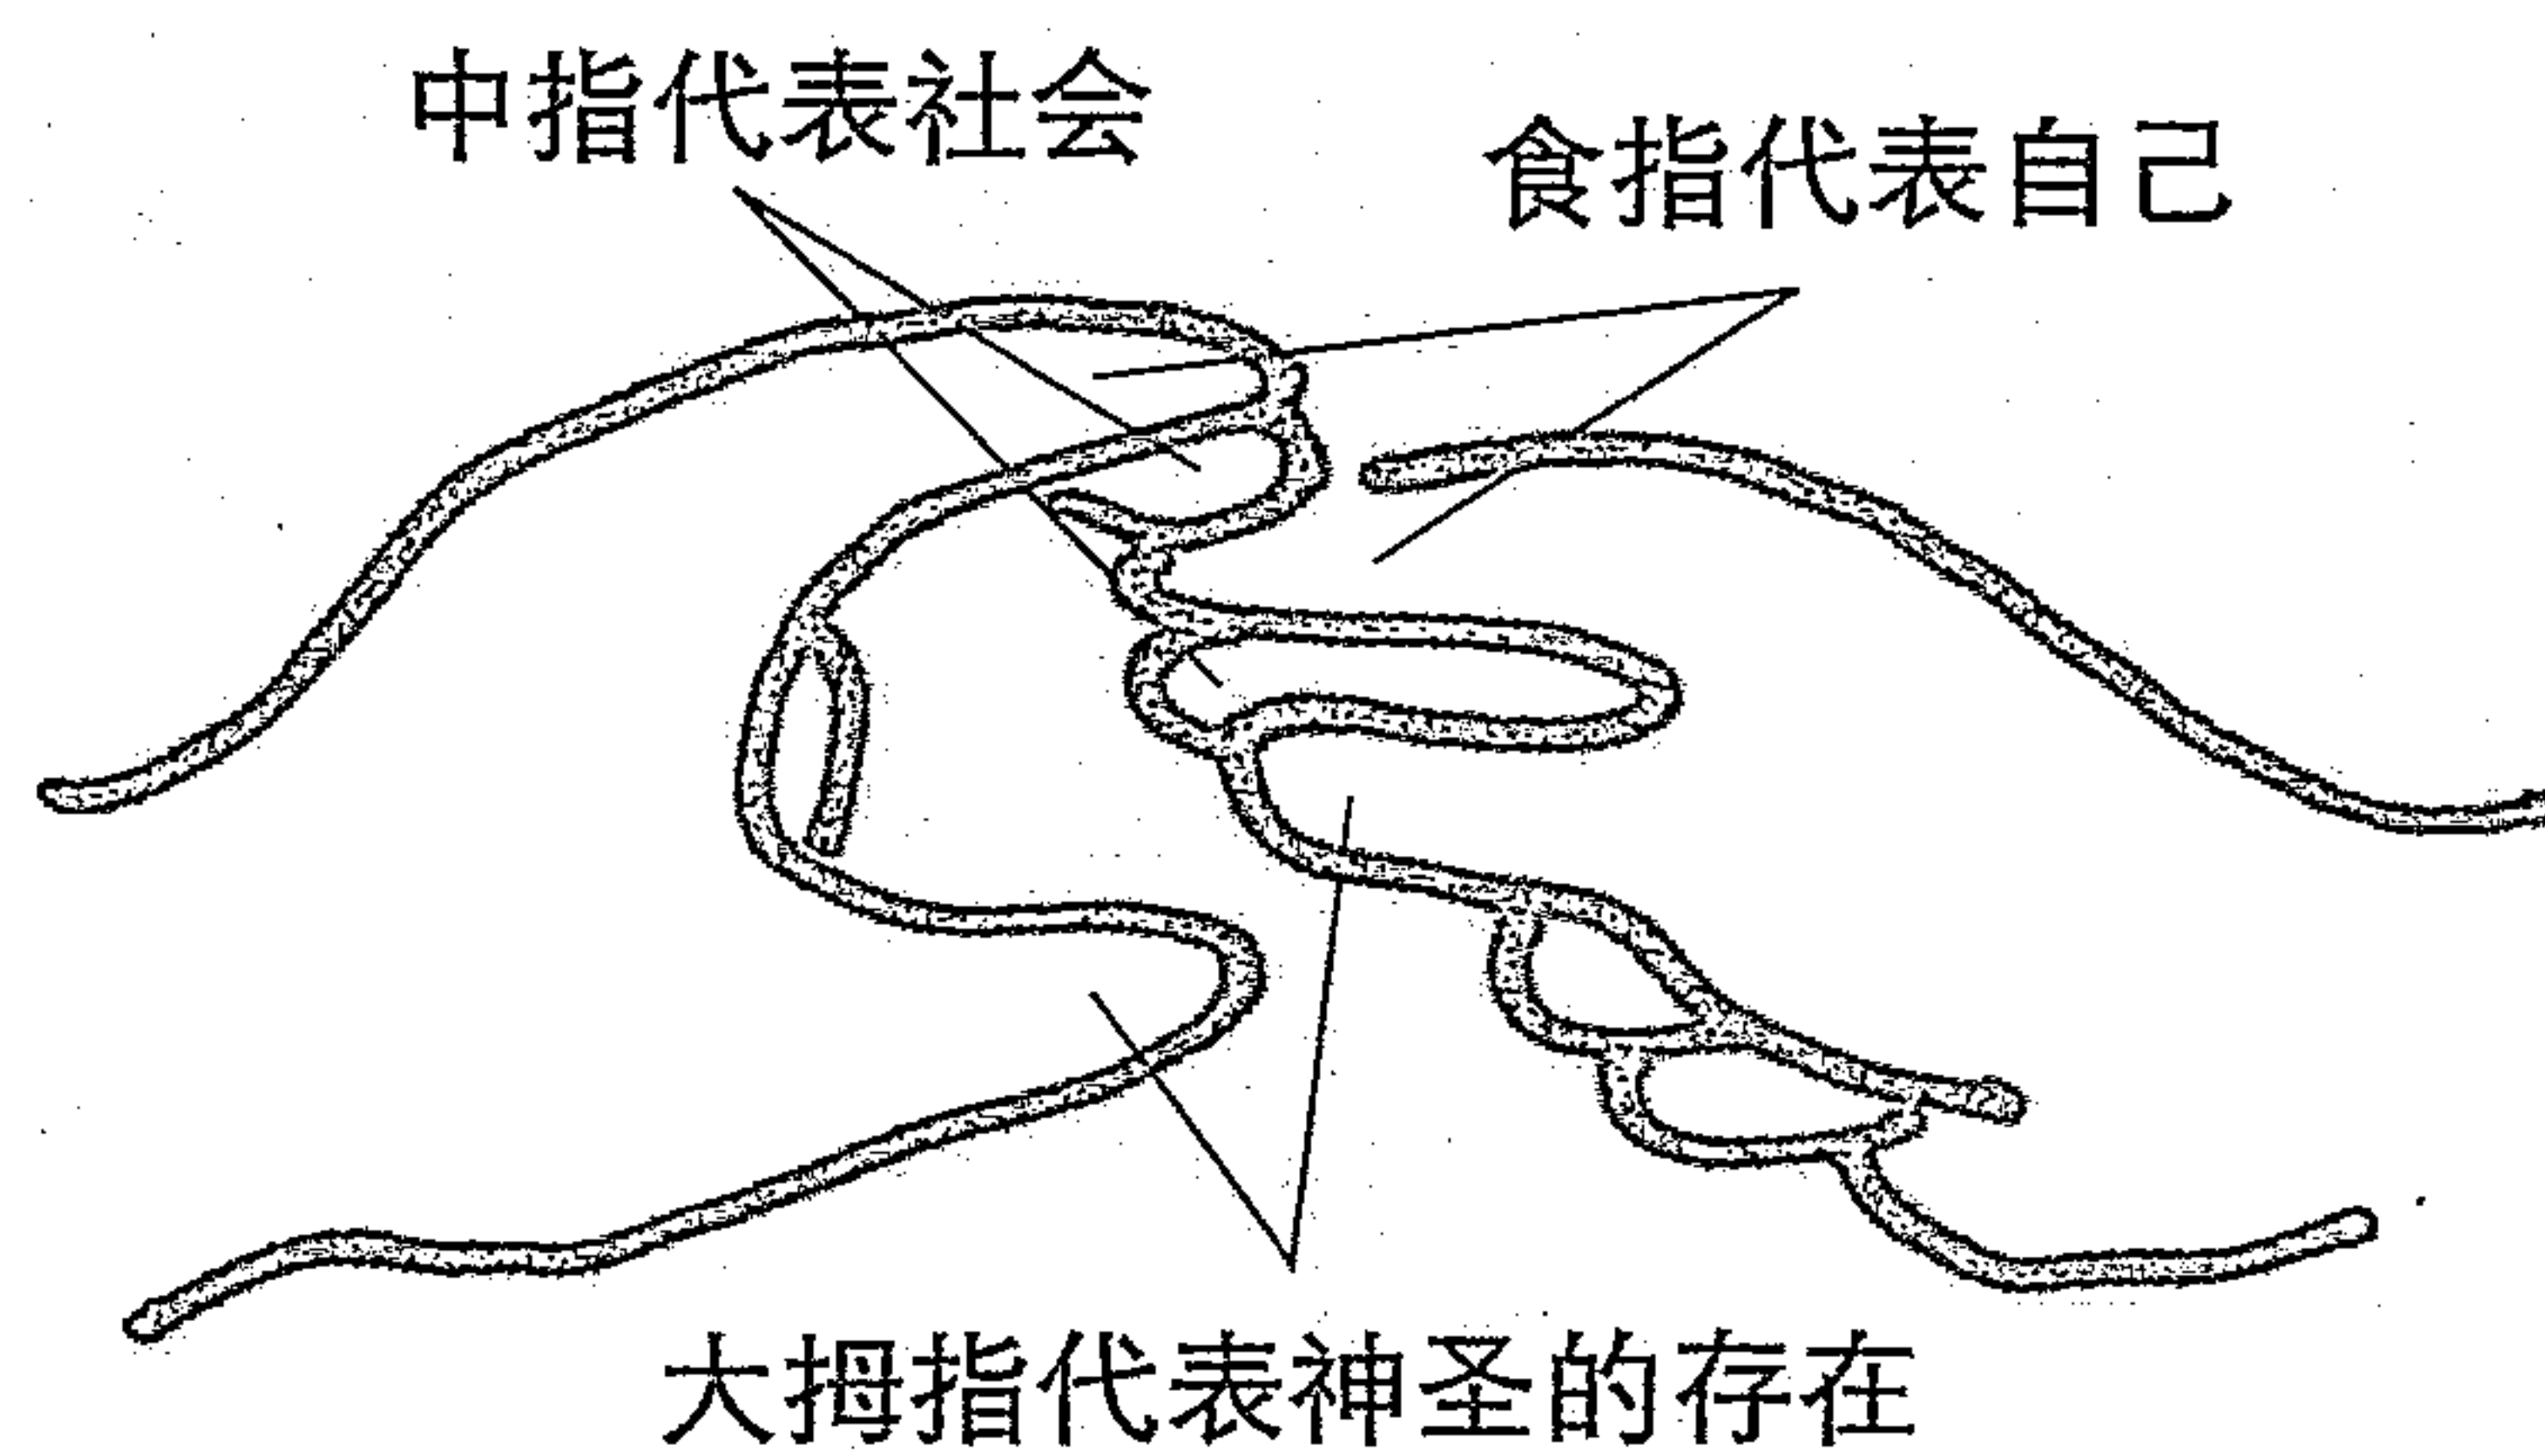 中指代表社会
食指代表自己
大拇指代表神圣的存在